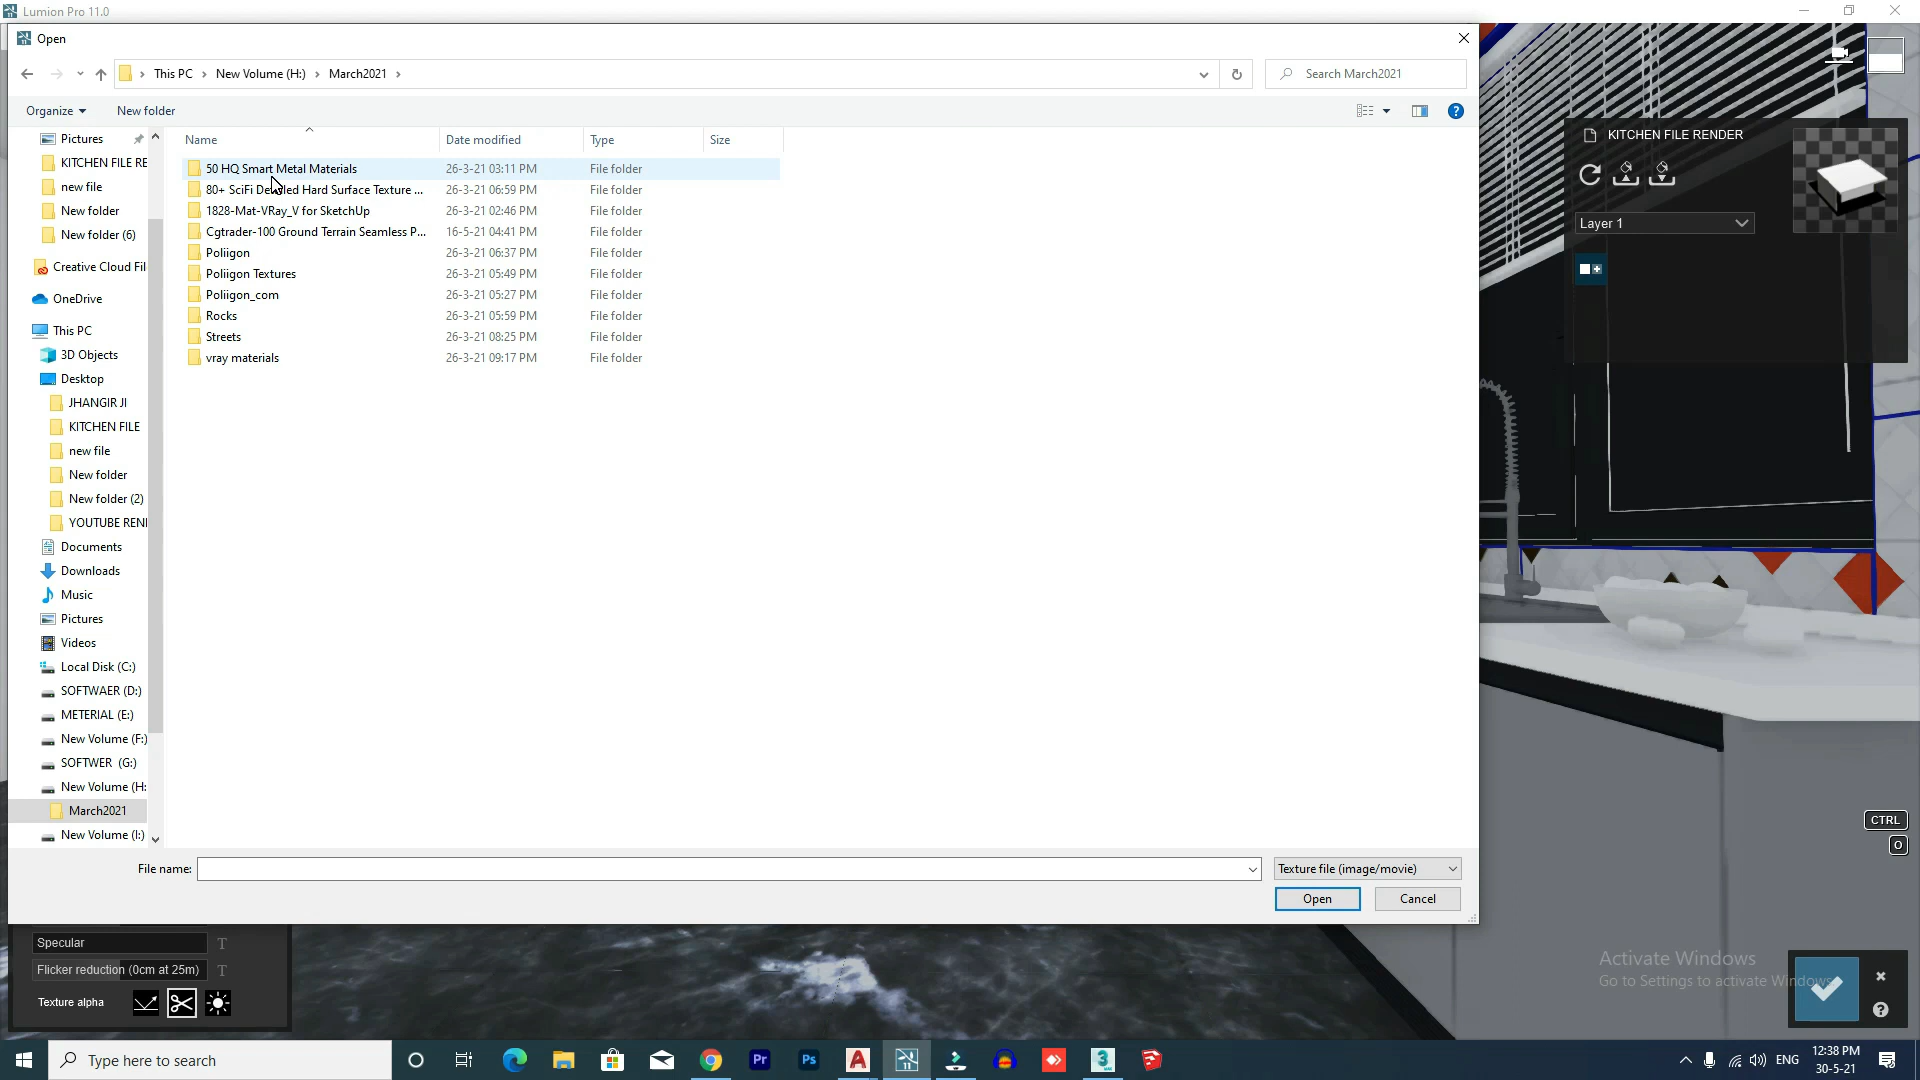 Lumion Pro 11.0
Open
This PC > New Volume (H:) > March2021 >
Search March2021
Organize
New folder
Name
Date modified
Type
Size
50 HQ Smart Metal Materials 26-3-21 03:11 PM File folder
26-3-21 06:59 PM File folder
1828-Mat-VRay_V for SketchUp 26-3-21 02:46 PM File folder
Cgtrader-100 Ground Terrain Seamless P... 16-5-21 04:41 PM File folder
Poliigon 26-3-21 06:37 PM File folder
Poliigon Textures 26-3-21 05:49 PM File folder
Poliigon_com 26-3-21 05:27 PM File folder
Rocks 26-3-21 05:59 PM File folder
Streets 26-3-21 08:25 PM File folder
vray materials 26-3-21 09:17 PM File folder
Pictures
KITCHEN FILE RE
new file
New folder
New folder (6)
Creative Cloud Fil
OneDrive
This PC
3D Objects
Desktop
JHANGIR JI
KITCHEN FILE
new file
New folder
New folder (2)
YOUTUBE REN
Documents
Downloads
Music
Pictures
Videos
Local Disk (C:)
SOFTWAER (D:)
METERIAL (E:)
New Volume (F:)
SOFTWER (G:)
New Volume (H:
March2021
New Volume (I:)
File name:
Texture file (image/movie)
Open
Cancel
KITCHEN FILE RENDER
Layer 1
CTRL
O
Specular T
Flicker reduction (0cm at 25m) T
Texture alpha
Activate Windows
Go to Settings to activate Windows.
Type here to search
Pr
Ps
ENG
12:38 PM
30-5-21